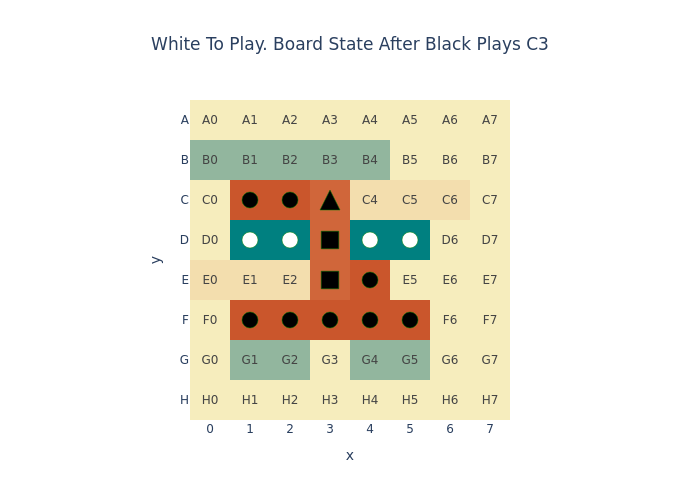 White To Play. Board State After Black Plays C3
A A0 A1 A2 A3 A4 A5 A6 A7
B B0 B1 B2 B3 B4 B5 B6 B7
C C0 C4 C5 C6 C7
D D0 D6 D7
E E0 E1 E2 E5 E6 E7
F F0 F6 F7
G G0 G1 G2 G3 G4 G5 G6 G7
H H0 H1 H2 H3 H4 H5 H6 H7
0 1 2 3 4 5 6 7
x
y